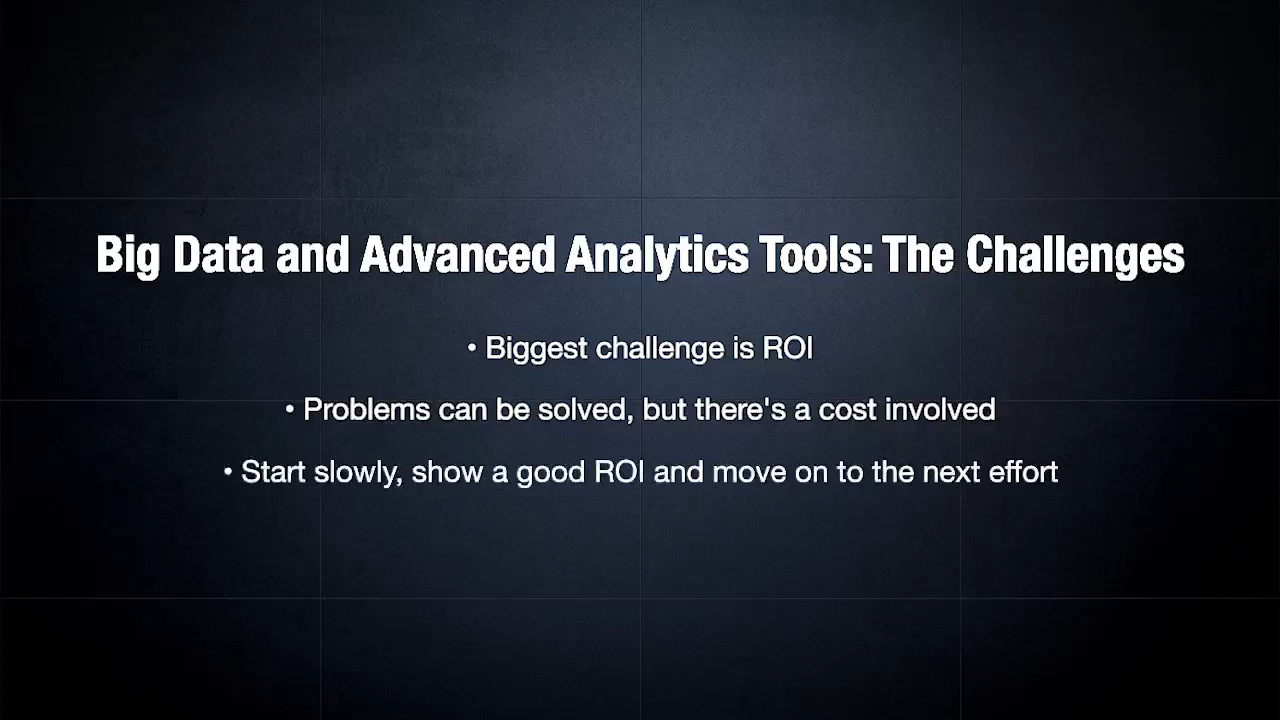 Big Data and Advanced Analytics Tools: The Challenges
• Biggest challenge is ROI
• Problems can be solved, but there's a cost involved
• Start slowly, show a good ROI and move on to the next effort